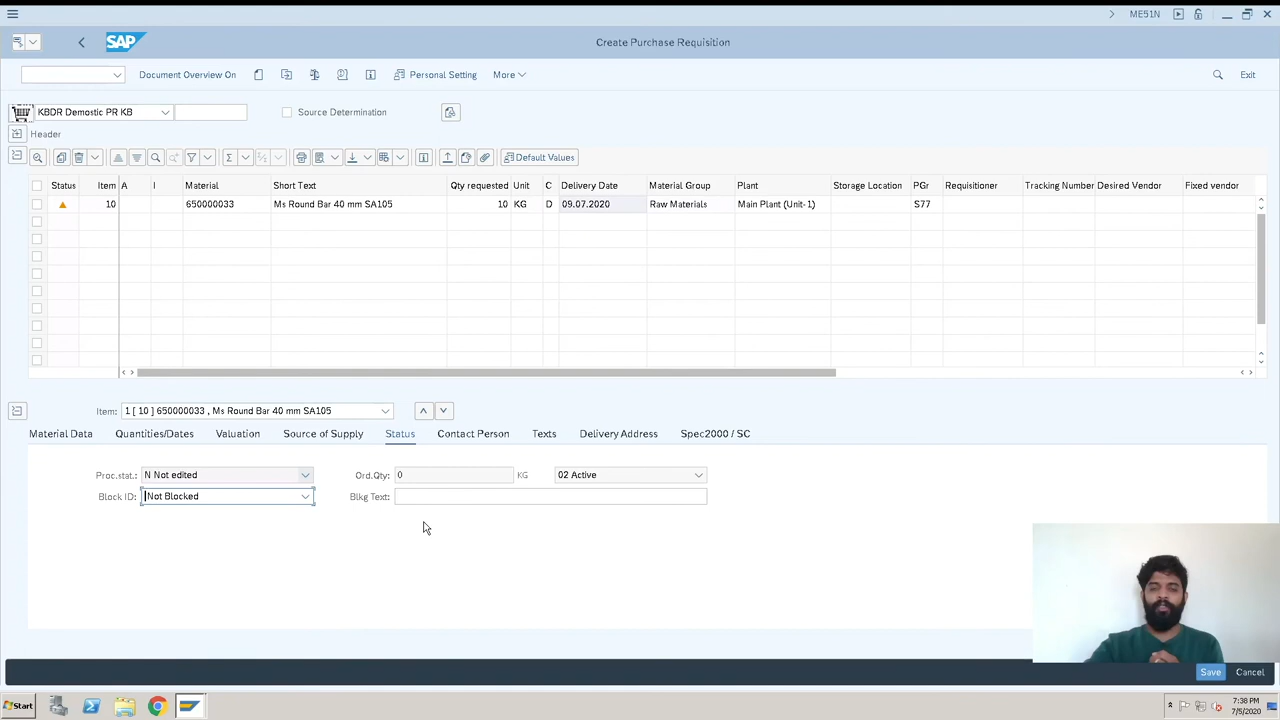 ME51N
SAP
Create Purchase Requisition
Document Overview On
Personal Setting
More
Exit
KBDR Demostic PR KB
Source Determination
Header
Default Values
Status Item A I Material Short Text Qty requested Unit C Delivery Date Material Group Plant Storage Location PGr Requisitioner Tracking Number Desired Vendor Fixed vendor
10 650000033 Ms Round Bar 40 mm SA105 10 KG D 09.07.2020 Raw Materials Main Plant (Unit-1) S77
Item: 1 [ 10 ] 650000033 , Ms Round Bar 40 mm SA105
Material Data Quantities/Dates Valuation Source of Supply Status Contact Person Texts Delivery Address Spec2000 / SC
Proc.stat.: N Not edited Ord.Qty: 0 KG 02 Active
Block ID: Not Blocked Blkg Text:
Save Cancel
Start
7:38 PM
7/5/2020